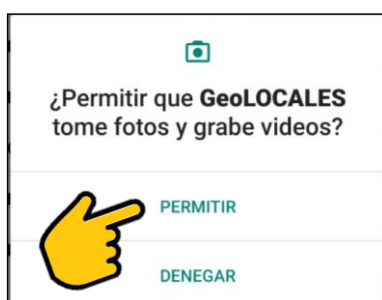 ¿Permitir que GeoLOCALES
tome fotos y grabe videos?
PERMITIR
DENEGAR